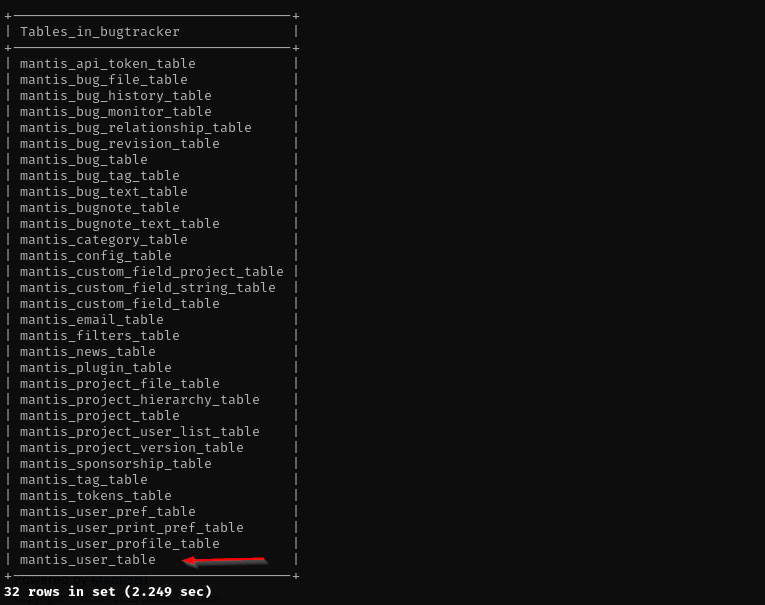 +-----------------------------------+
| Tables_in_bugtracker              |
+-----------------------------------+
| mantis_api_token_table            |
| mantis_bug_file_table             |
| mantis_bug_history_table          |
| mantis_bug_monitor_table          |
| mantis_bug_relationship_table     |
| mantis_bug_revision_table         |
| mantis_bug_table                  |
| mantis_bug_tag_table              |
| mantis_bug_text_table             |
| mantis_bugnote_table              |
| mantis_bugnote_text_table         |
| mantis_category_table             |
| mantis_config_table               |
| mantis_custom_field_project_table |
| mantis_custom_field_string_table  |
| mantis_custom_field_table         |
| mantis_email_table                |
| mantis_filters_table              |
| mantis_news_table                 |
| mantis_plugin_table               |
| mantis_project_file_table         |
| mantis_project_hierarchy_table    |
| mantis_project_table              |
| mantis_project_user_list_table    |
| mantis_project_version_table      |
| mantis_sponsorship_table          |
| mantis_tag_table                  |
| mantis_tokens_table               |
| mantis_user_pref_table            |
| mantis_user_print_pref_table      |
| mantis_user_profile_table         |
| mantis_user_table                 |
+-----------------------------------+
32 rows in set (2.249 sec)